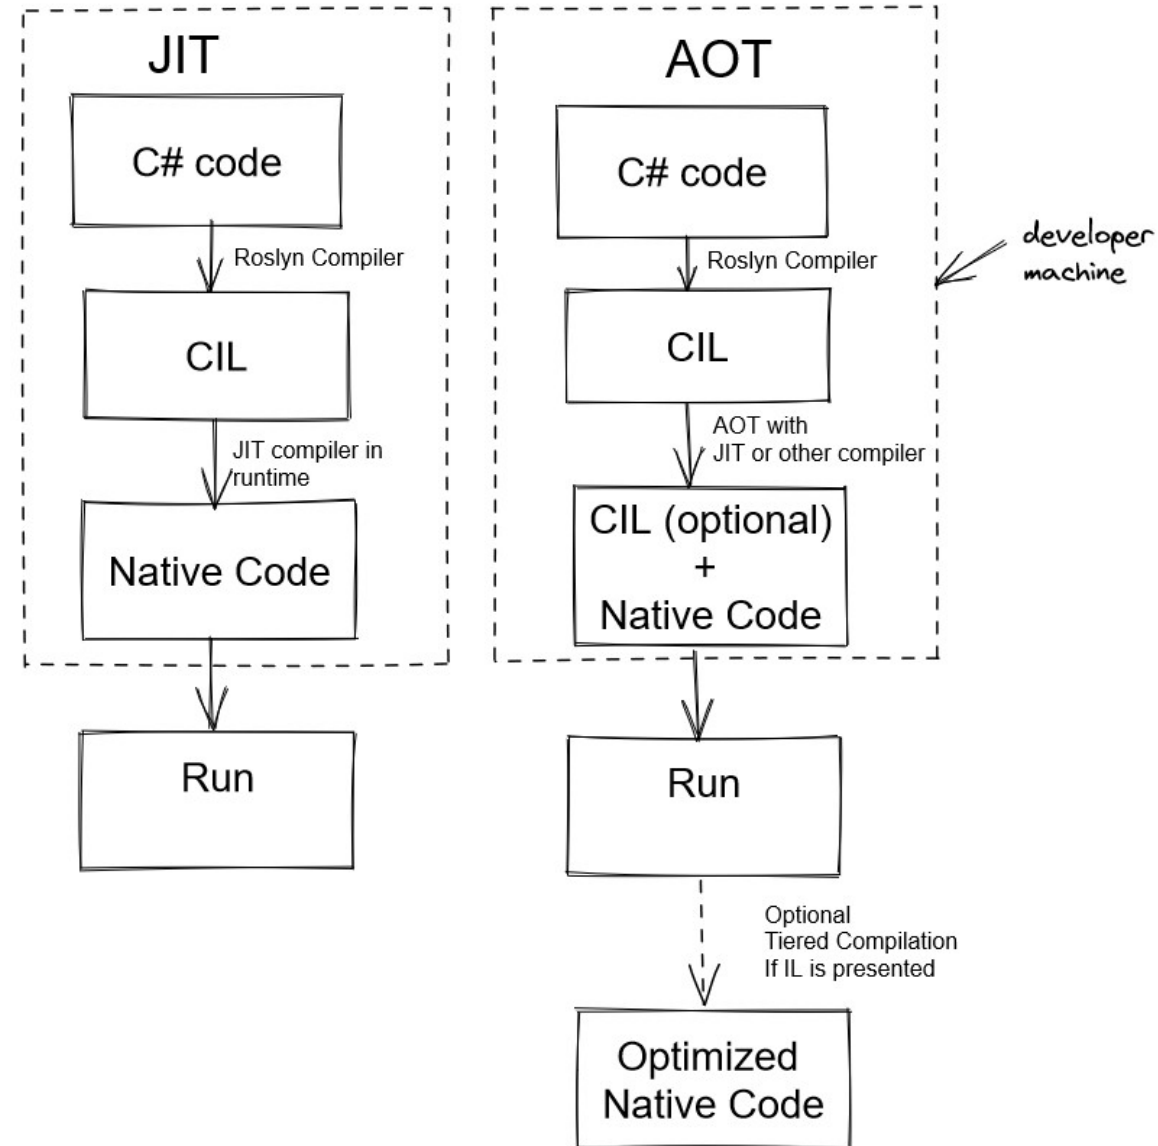 JIT
C# code
Roslyn Compiler
CIL
JIT compiler in
runtime
Native Code
Run
AOT
C# code
Roslyn Compiler
CIL
AOT with
JIT or other compiler
CIL (optional)
+
Native Code
Run
Optional
Tiered Compilation
If IL is presented
Optimized
Native Code
developer
machine